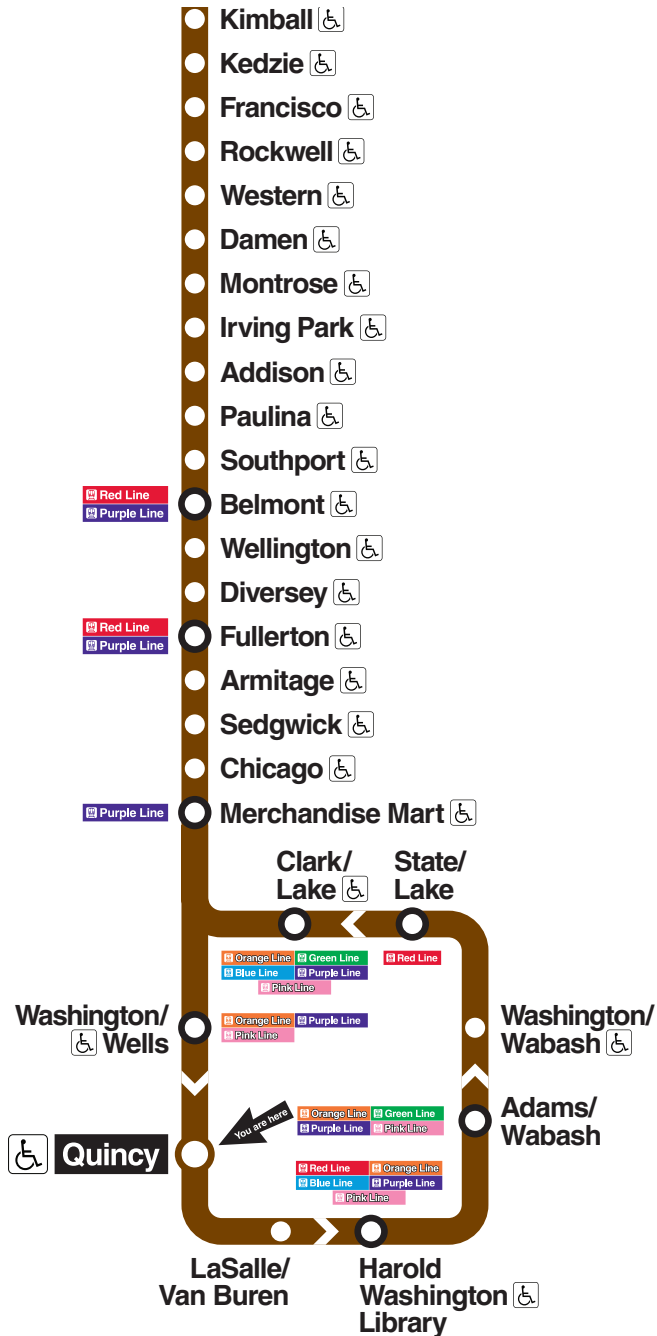 Kimball
Kedzie
Francisco
Rockwell
Western
Damen
Montrose
Irving Park
Addison
Paulina
Southport
Red Line
Purple Line
Belmont
Wellington
Diversey
Red Line
Purple Line
Fullerton
Armitage
Sedgwick
Chicago
Purple Line
Merchandise Mart
Clark/
Lake
State/
Lake
Orange Line
Green Line
Blue Line
Purple Line
Pink Line
Red Line
Washington/
Wells
Orange Line
Purple Line
Pink Line
Washington/
Wabash
You are here
Orange Line
Green Line
Purple Line
Pink Line
Adams/
Wabash
Quincy
Red Line
Orange Line
Blue Line
Purple Line
Pink Line
LaSalle/
Van Buren
Harold
Washington
Library